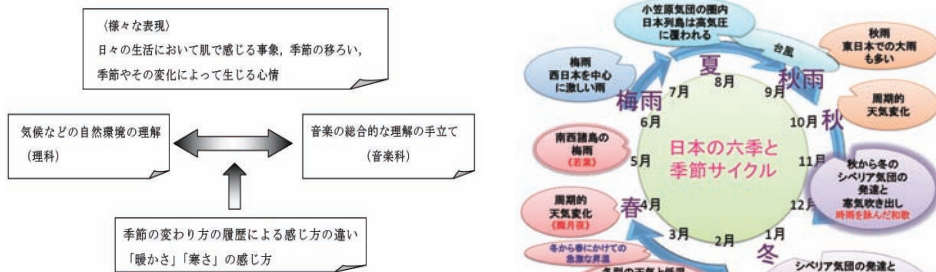 〈様々な表現〉
日々の生活において肌で感じる事象，季節の移ろい，
季節やその変化によって生じる心情
気候などの自然環境の理解
（理科）
音楽の総合的な理解の手立て
（音楽科）
季節の変わり方の履歴による感じ方の違い
「暖かさ」「寒さ」の感じ方
小笠原気団の圏内
日本列島は高気圧
に覆われる
台風
秋雨
東日本での大雨
も多い
梅雨
西日本を中心
に激しい雨
夏
秋雨
梅雨
7月
8月
9月
周期的
天気変化
6月
10月
秋
南西諸島の
梅雨
《若葉》
5月
日本の六季と
季節サイクル
11月
秋から冬の
シベリア気団の
発達と
寒気吹き出し
時雨を詠んだ和歌
周期的
天気変化
《朧月夜》
春
4月
12月
3月
2月
1月
冬
冬から春にかけての
急激な昇温
シベリア気団の発達と